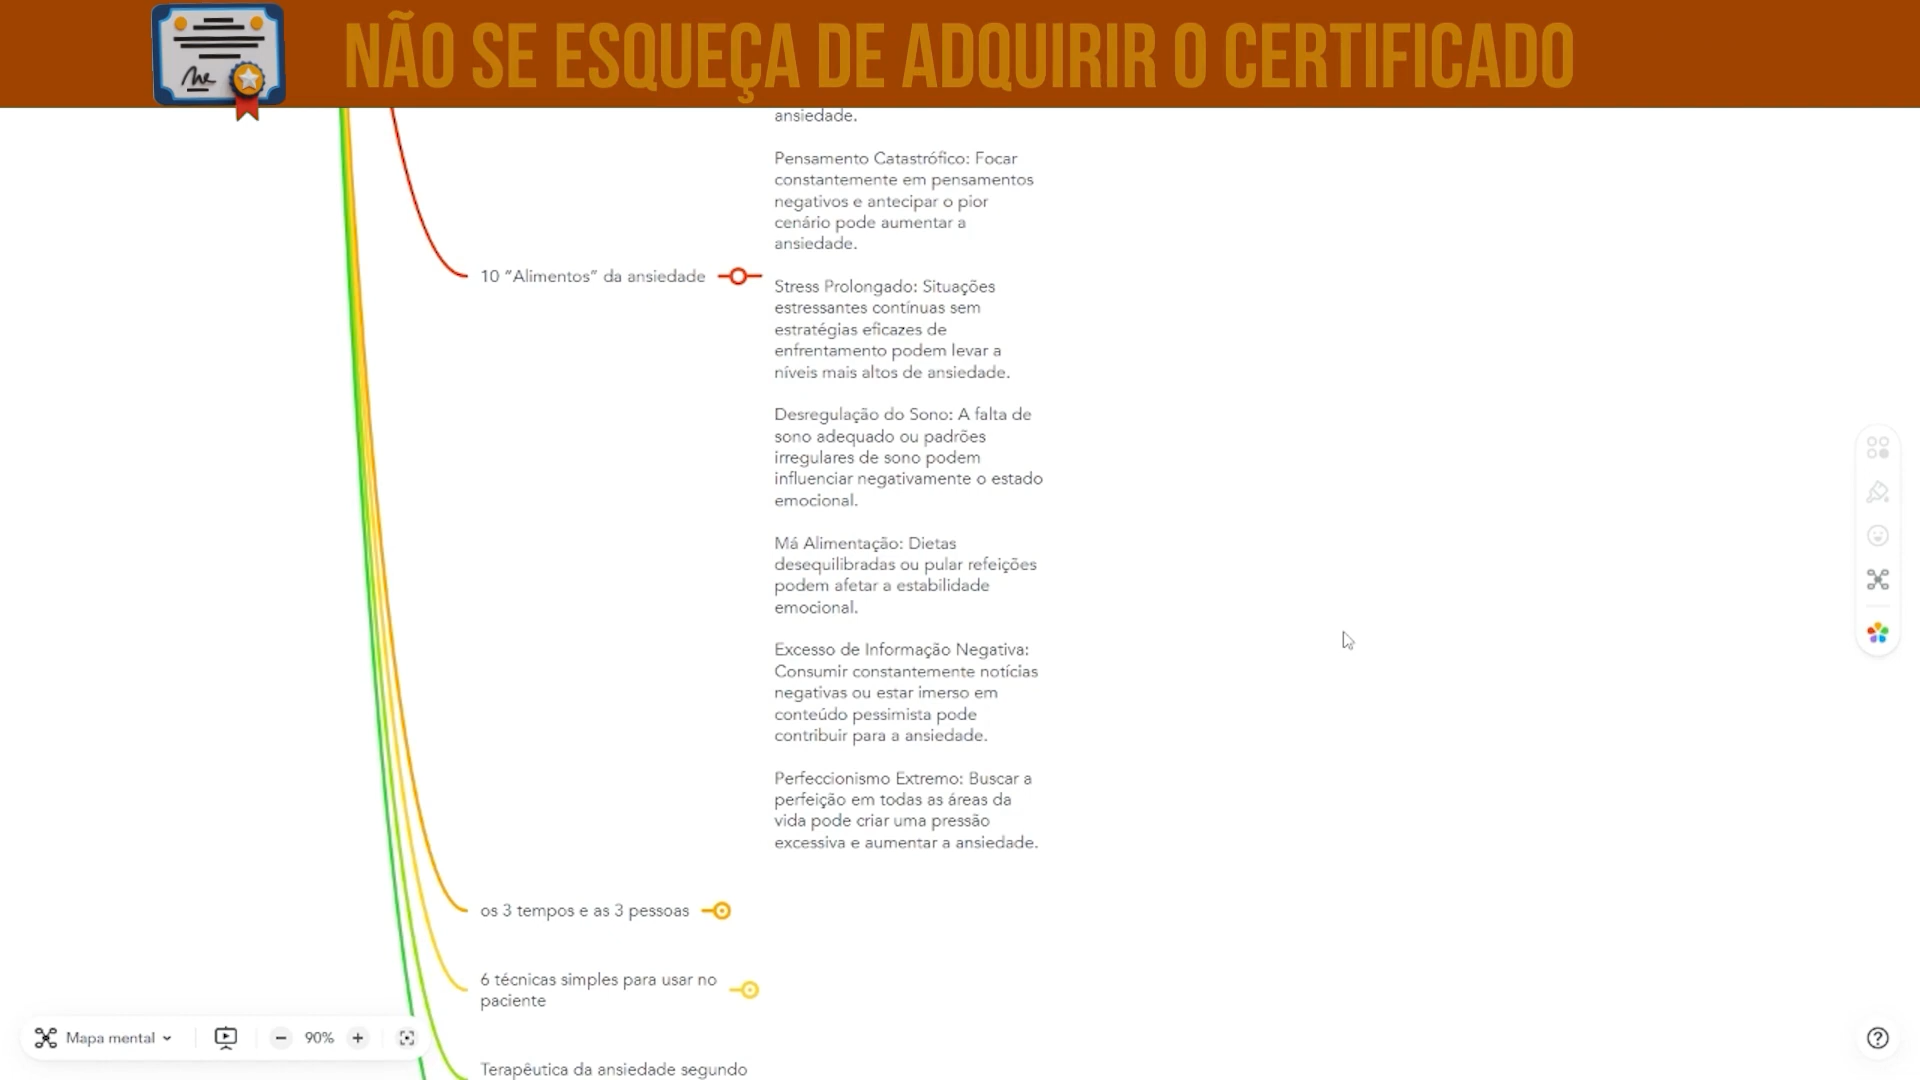 NÃO SE ESQUEÇA DE ADQUIRIR O CERTIFICADO
ansiedade.
Pensamento Catastrófico: Focar
constantemente em pensamentos
negativos e antecipar o pior
cenário pode aumentar a
ansiedade.
10 “Alimentos” da ansiedade
Stress Prolongado: Situações
estressantes contínuas sem
estratégias eficazes de
enfrentamento podem levar a
níveis mais altos de ansiedade.
Desregulação do Sono: A falta de
sono adequado ou padrões
irregulares de sono podem
influenciar negativamente o estado
emocional.
Má Alimentação: Dietas
desequilibradas ou pular refeições
podem afetar a estabilidade
emocional.
Excesso de Informação Negativa:
Consumir constantemente notícias
negativas ou estar imerso em
conteúdo pessimista pode
contribuir para a ansiedade.
Perfeccionismo Extremo: Buscar a
perfeição em todas as áreas da
vida pode criar uma pressão
excessiva e aumentar a ansiedade.
os 3 tempos e as 3 pessoas
6 técnicas simples para usar no
paciente
Mapa mental
90%
Terapêutica da ansiedade segundo